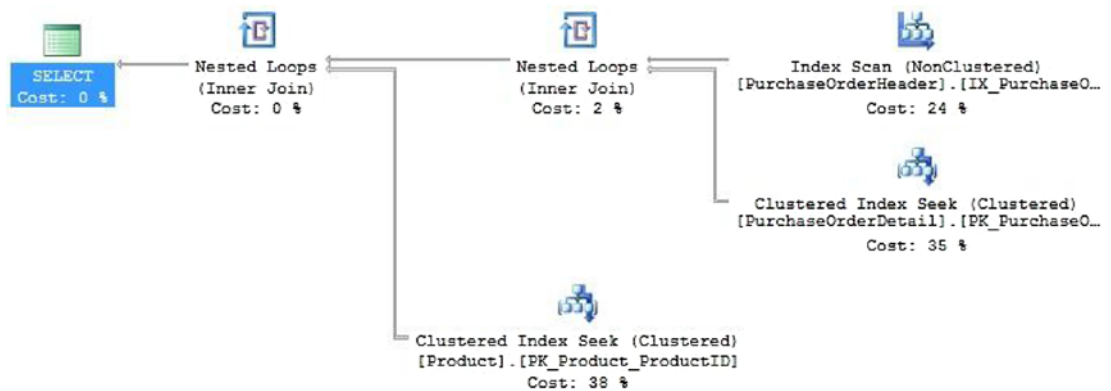 SELECT
Cost: 0 %
Nested Loops
(Inner Join)
Cost: 0 %
Nested Loops
(Inner Join)
Cost: 2 %
Index Scan (NonClustered)
[PurchaseOrderHeader].[IX_PurchaseO…
Cost: 24 %
Clustered Index Seek (Clustered)
[PurchaseOrderDetail].[PK_PurchaseO…
Cost: 35 %
Clustered Index Seek (Clustered)
[Product].[PK_Product_ProductID]
Cost: 38 %